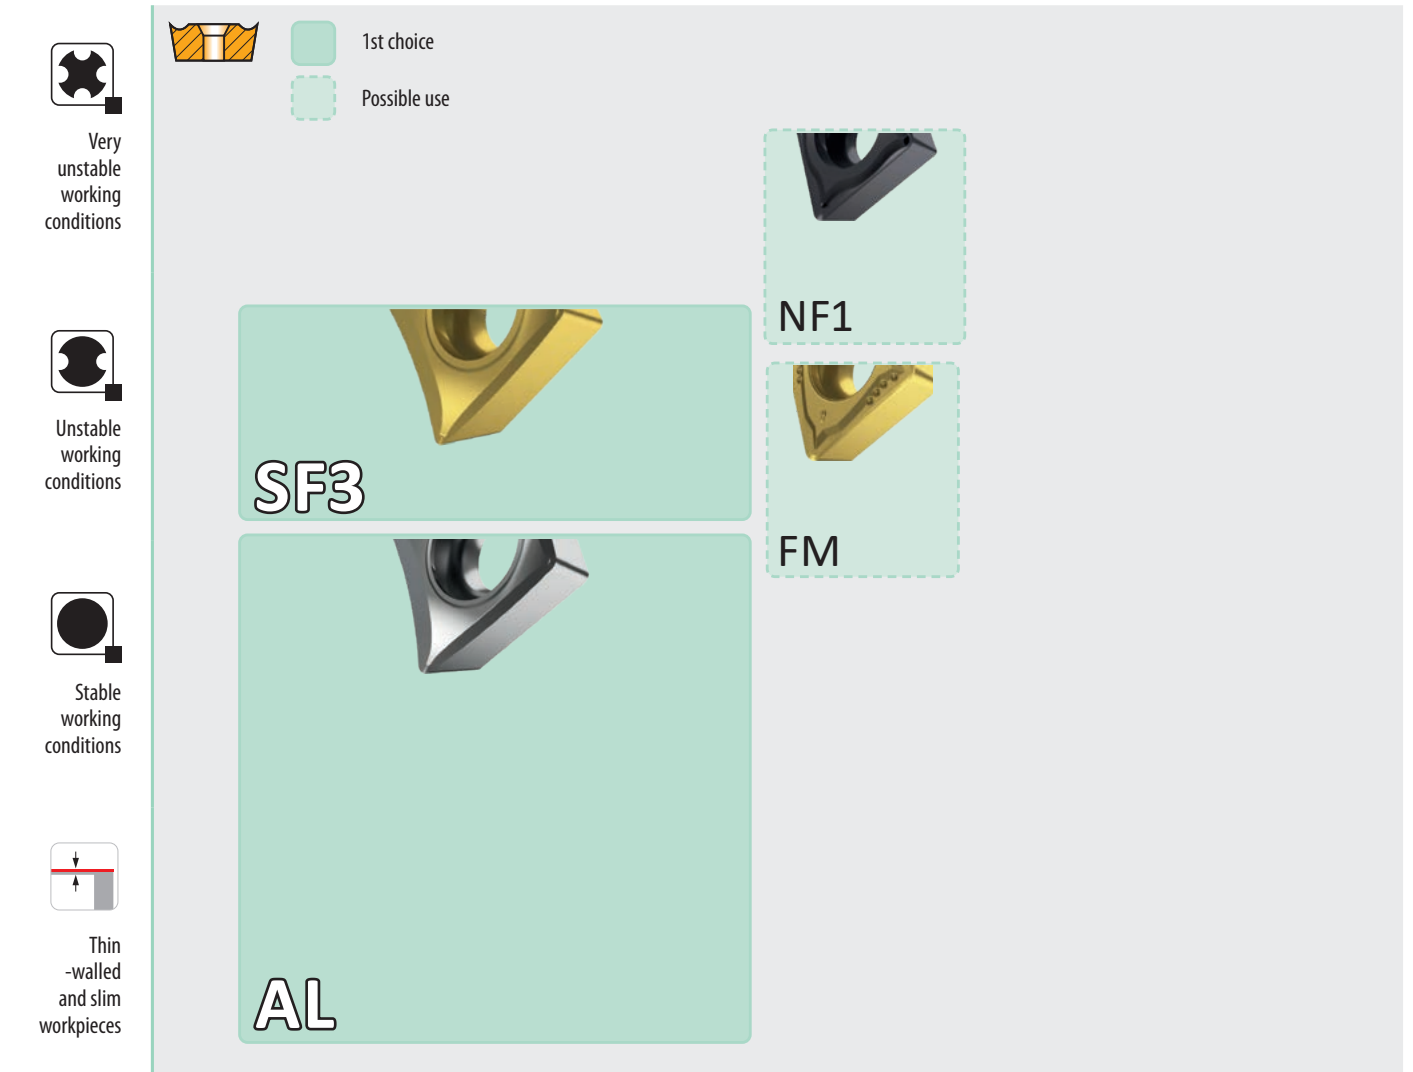 1st choice
Possible use
Very
unstable
working
conditions
NF1
Unstable
working
conditions
SF3
FM
Stable
working
conditions
Thin
-walled
and slim
workpieces
AL